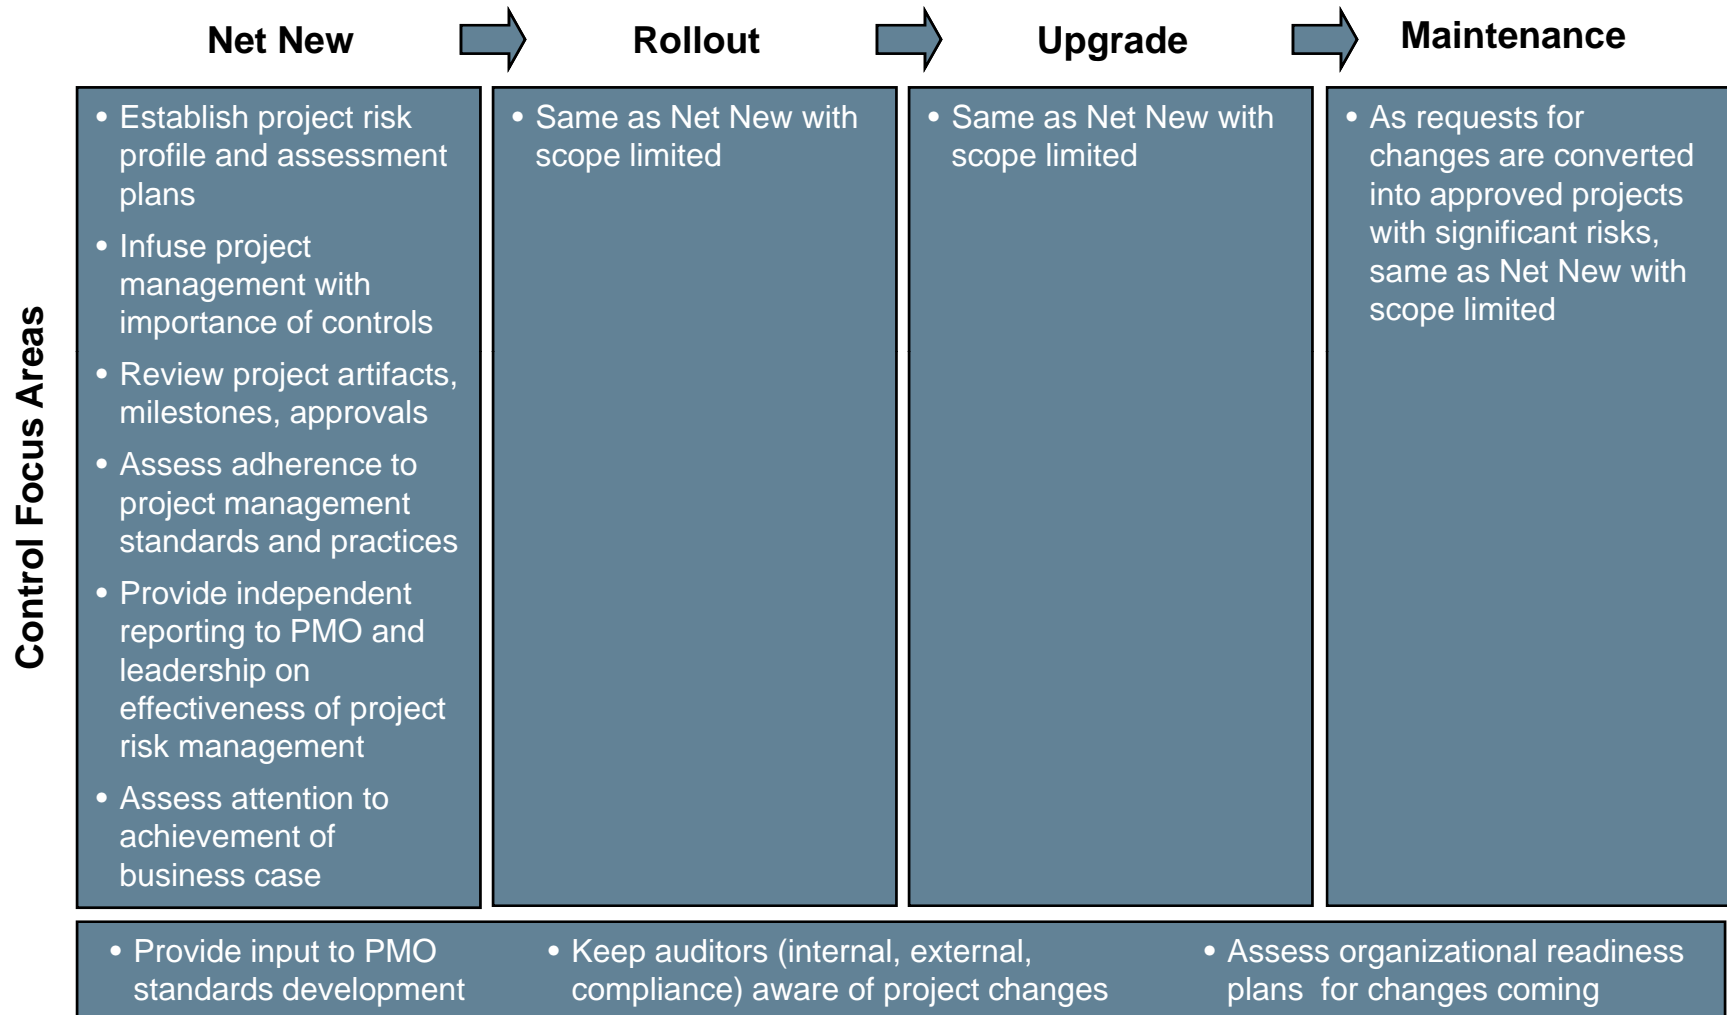 Net New
Rollout
Upgrade
Maintenance
Control Focus Areas
• Establish project risk
profile and assessment
plans
• Infuse project
management with
importance of controls
• Review project artifacts,
milestones, approvals
• Assess adherence to
project management
standards and practices
• Provide independent
reporting to PMO and
leadership on
effectiveness of project
risk management
• Assess attention to
achievement of
business case
• Same as Net New with
scope limited
• Same as Net New with
scope limited
• As requests for
changes are converted
into approved projects
with significant risks,
same as Net New with
scope limited
• Provide input to PMO
standards development
• Keep auditors (internal, external,
compliance) aware of project changes
• Assess organizational readiness
plans  for changes coming